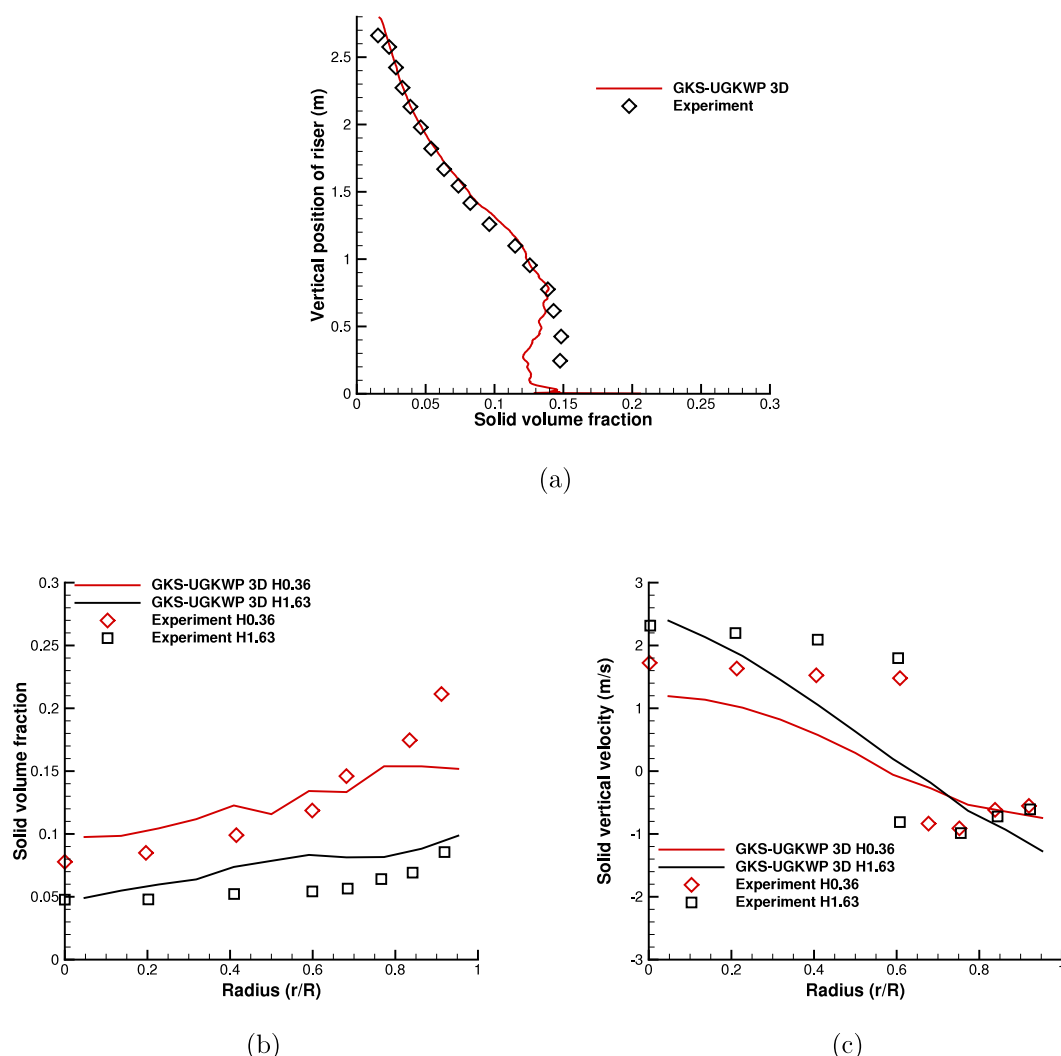 Vertical position of riser (m)
2.5
2
1.5
1
0.5
0
GKS-UGKWP 3D
Experiment
0 0.05 0.1 0.15 0.2 0.25 0.3
Solid volume fraction
(a)
Solid volume fraction
0.3
0.25
0.2
0.15
0.1
0.05
0
GKS-UGKWP 3D H0.36
GKS-UGKWP 3D H1.63
Experiment H0.36
Experiment H1.63
0 0.2 0.4 0.6 0.8 1
Radius (r/R)
(b)
Solid vertical velocity (m/s)
3
2
1
0
-1
-2
-3
GKS-UGKWP 3D H0.36
GKS-UGKWP 3D H1.63
Experiment H0.36
Experiment H1.63
0 0.2 0.4 0.6 0.8 1
Radius (r/R)
(c)